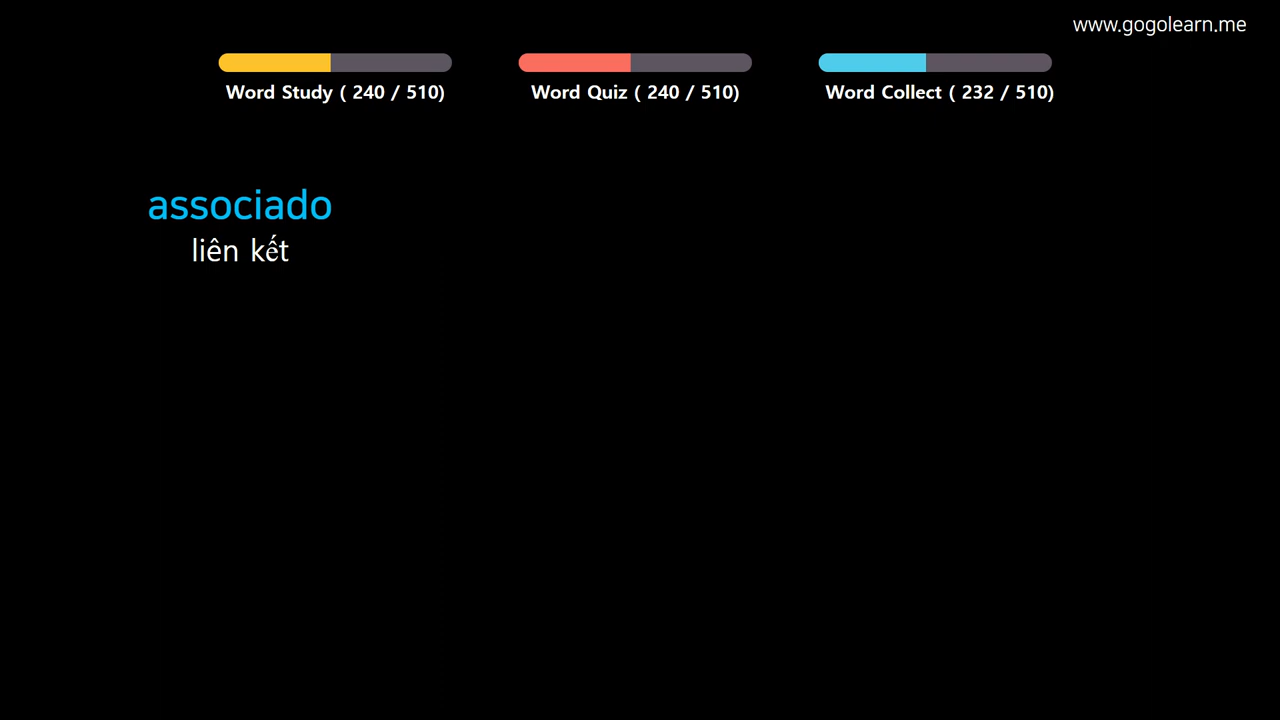 www.gogolearn.me
Word Study ( 240 / 510)
Word Quiz ( 240 / 510)
Word Collect ( 232 / 510)
associado
liên kết